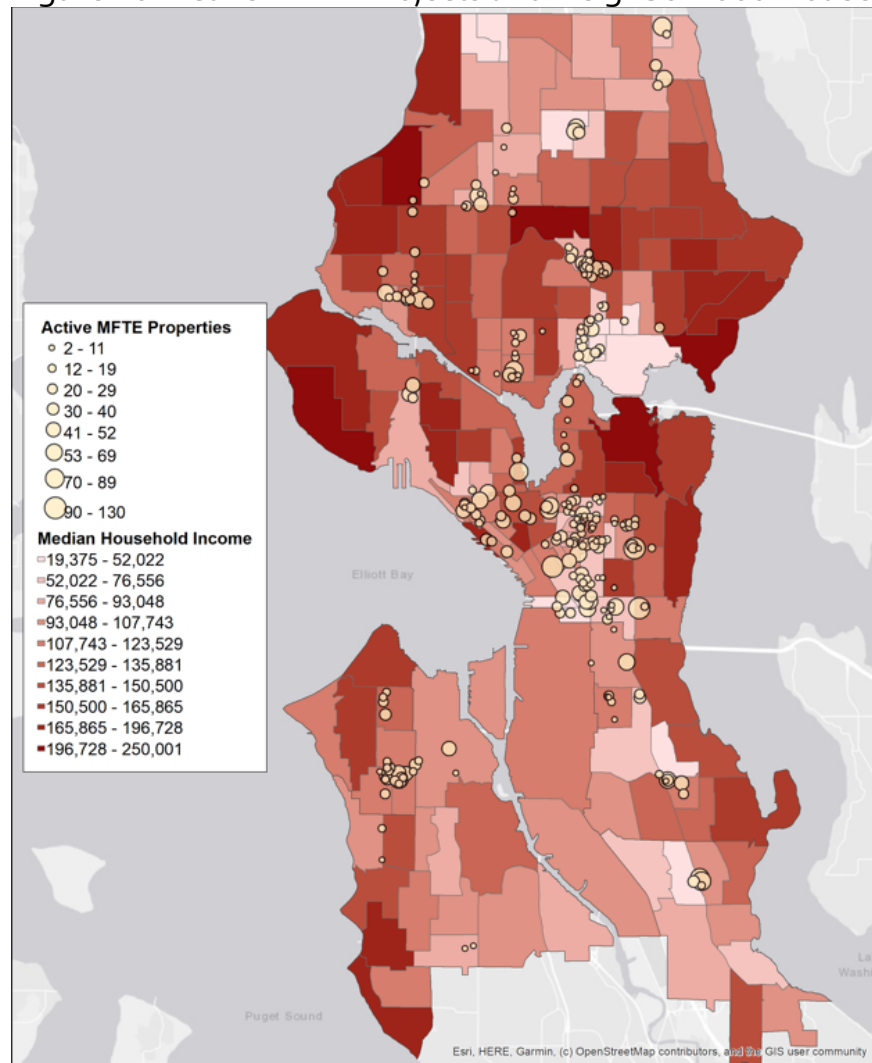 Active MFTE Properties
2 - 11
12 - 19
20 - 29
30 - 40
41 - 52
53 - 69
70 - 89
90 - 130
Median Household Income
19,375 - 52,022
52,022 - 76,556
76,556 - 93,048
93,048 - 107,743
107,743 - 123,529
123,529 - 135,881
135,881 - 150,500
150,500 - 165,865
165,865 - 196,728
196,728 - 250,001
Elliott Bay
La
Washi
Puget Sound
Esri, HERE, Garmin, (c) OpenStreetMap contributors, and the GIS user community